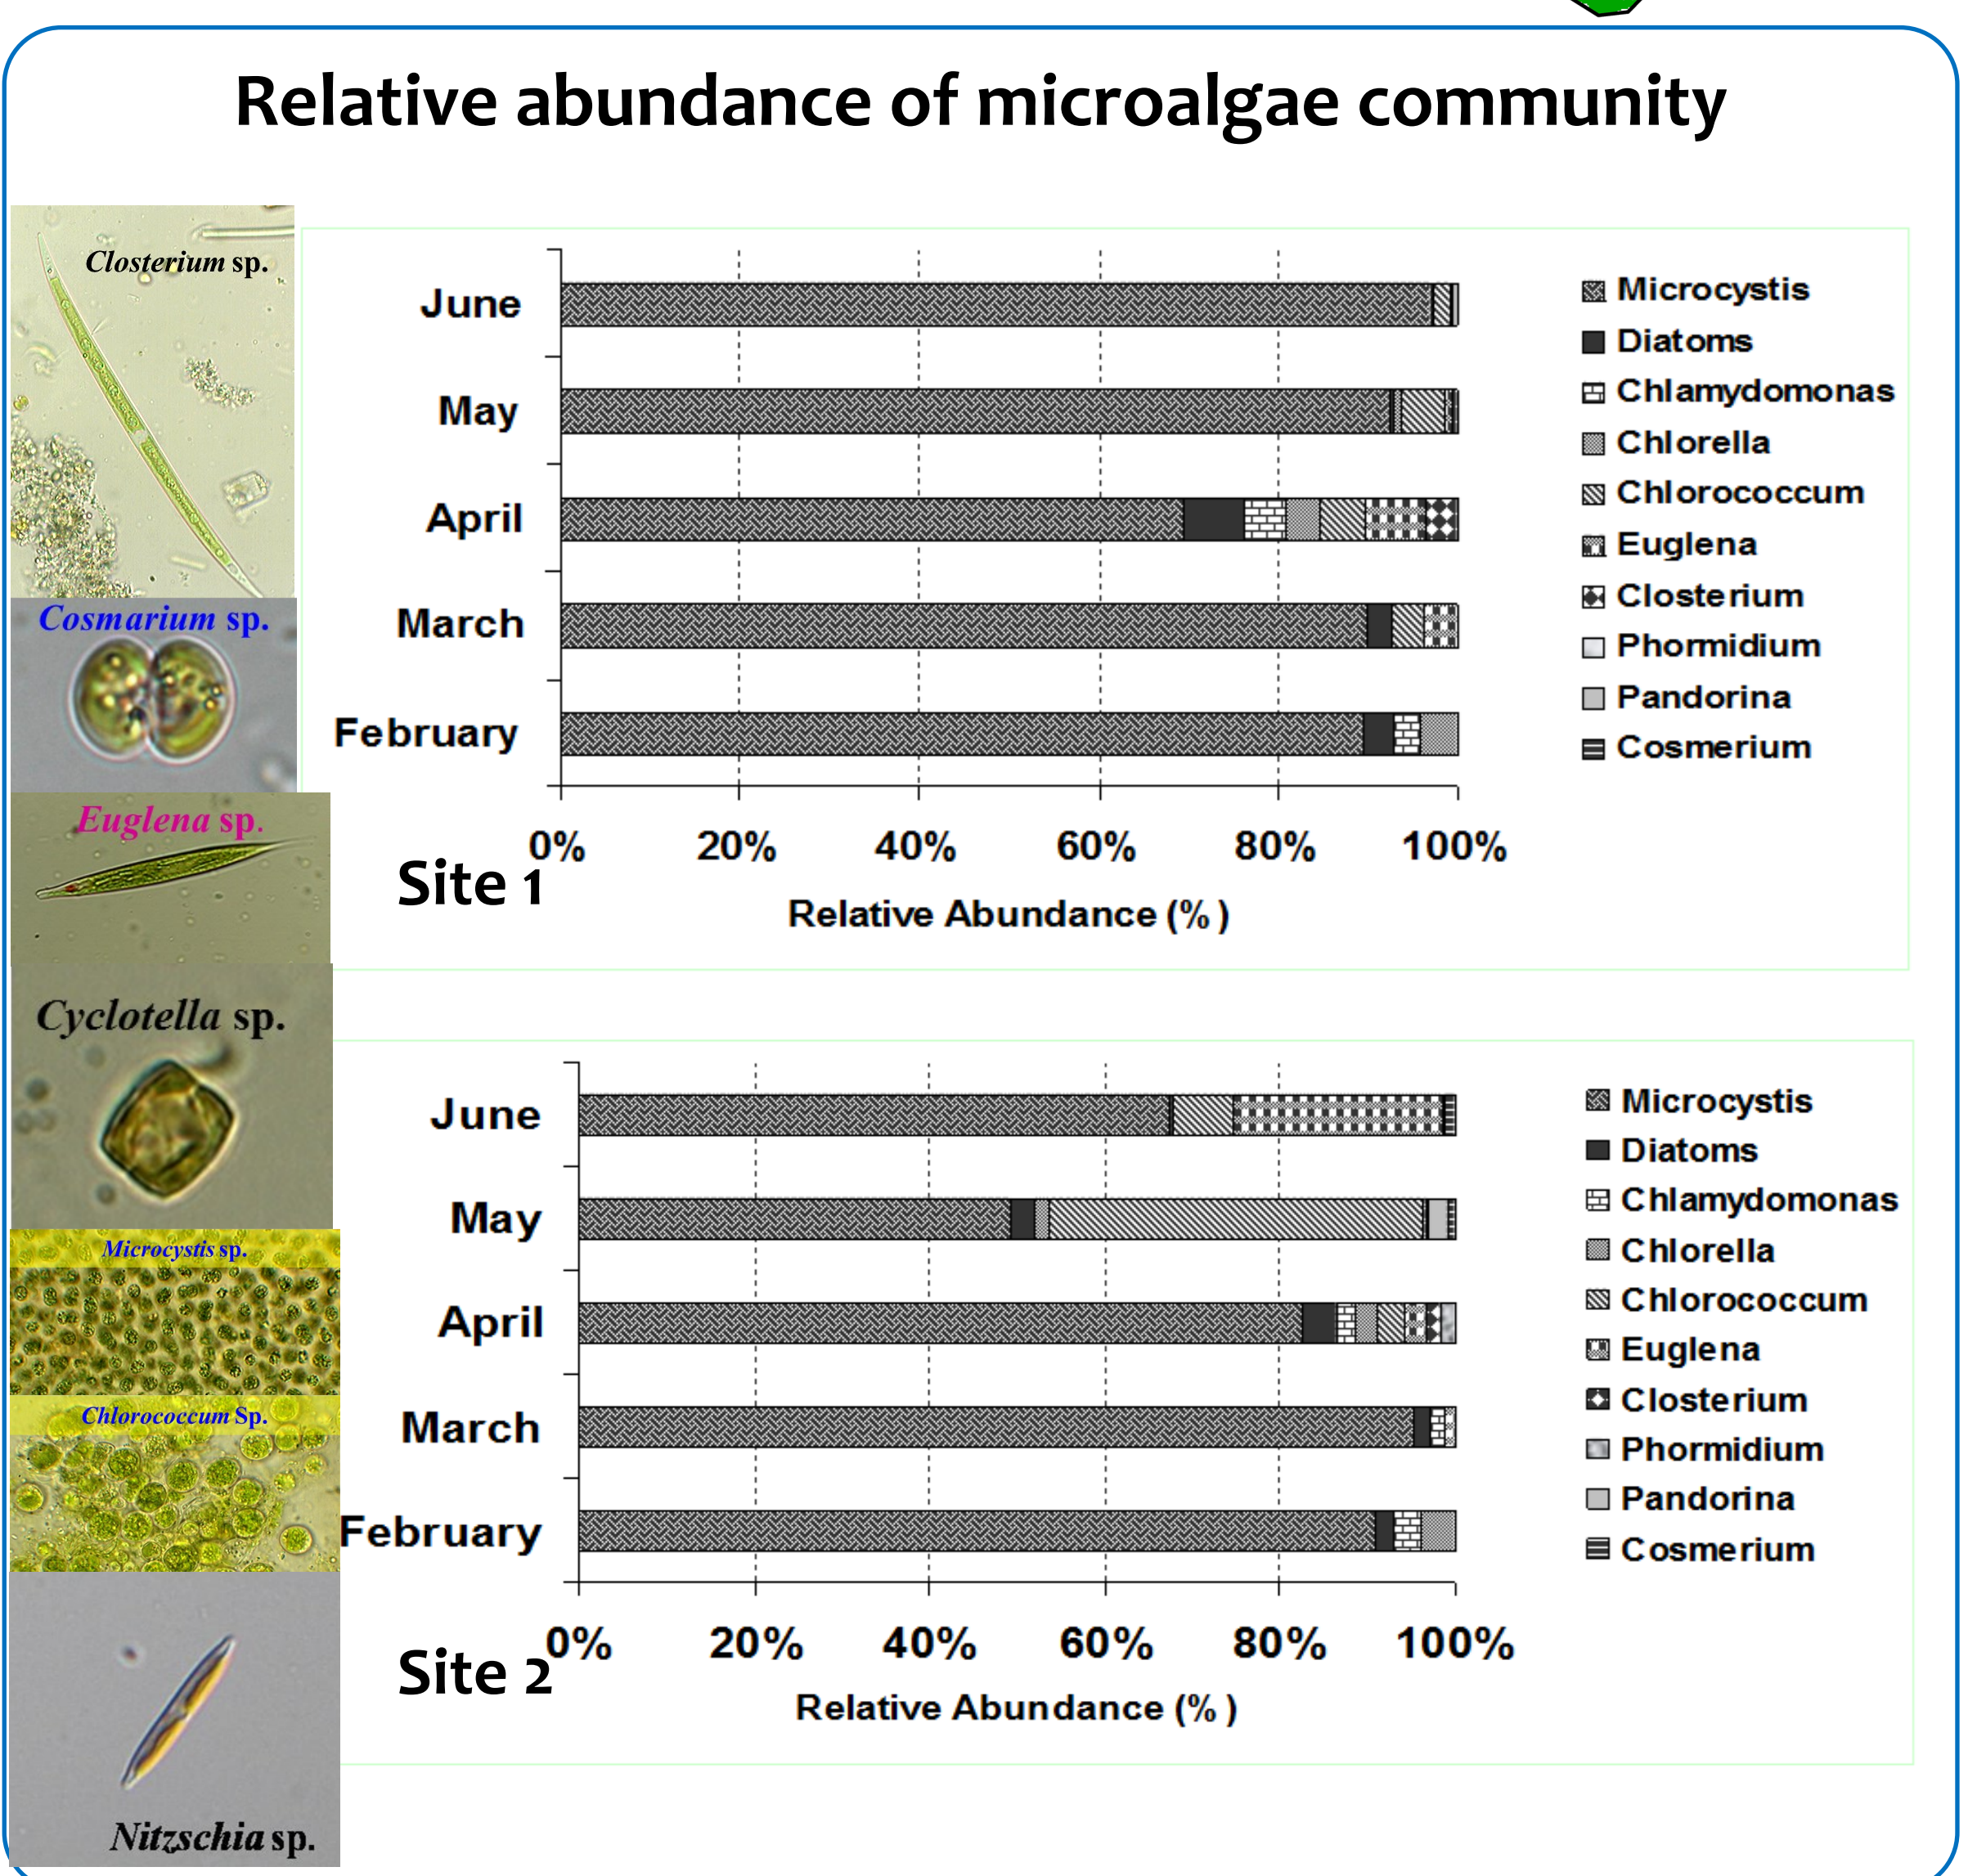 Relative abundance of microalgae community
Closterium sp.
Cosmarium sp.
Euglena sp.
Cyclotella sp.
Microcystis sp.
Chlorococcum Sp.
Nitzschia sp.
June
May
April
March
February
0% 20% 40% 60% 80% 100%
Relative Abundance (%)
Site 1
Microcystis
Diatoms
Chlamydomonas
Chlorella
Chlorococcum
Euglena
Closterium
Phormidium
Pandorina
Cosmerium
June
May
April
March
February
0% 20% 40% 60% 80% 100%
Relative Abundance (%)
Site 2
Microcystis
Diatoms
Chlamydomonas
Chlorella
Chlorococcum
Euglena
Closterium
Phormidium
Pandorina
Cosmerium